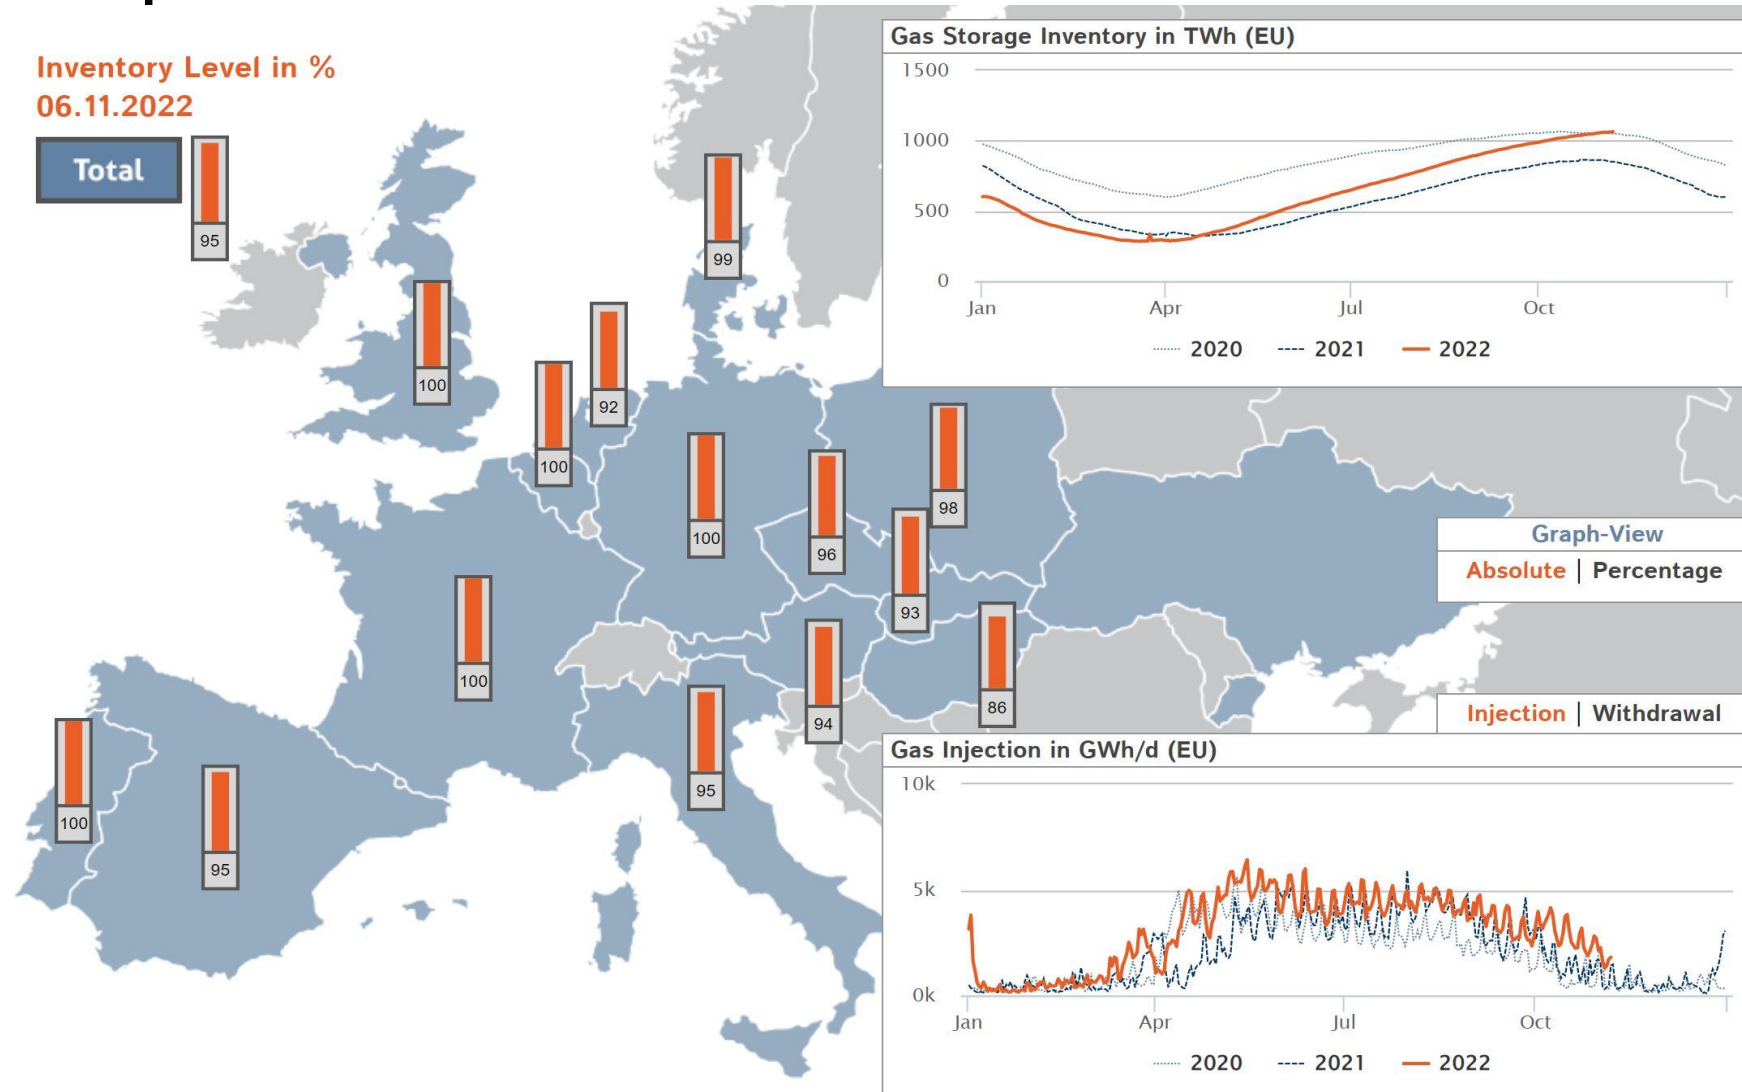 Inventory Level in %
06.11.2022
Total
95
99
100
92
100
100
96
98
93
100
94
86
95
100
95
Gas Storage Inventory in TWh (EU)
1500
1000
500
0
Jan Apr Jul Oct
2020 2021 2022
Graph-View
Absolute | Percentage
Injection | Withdrawal
Gas Injection in GWh/d (EU)
10k
5k
0k
Jan Apr Jul Oct
2020 2021 2022